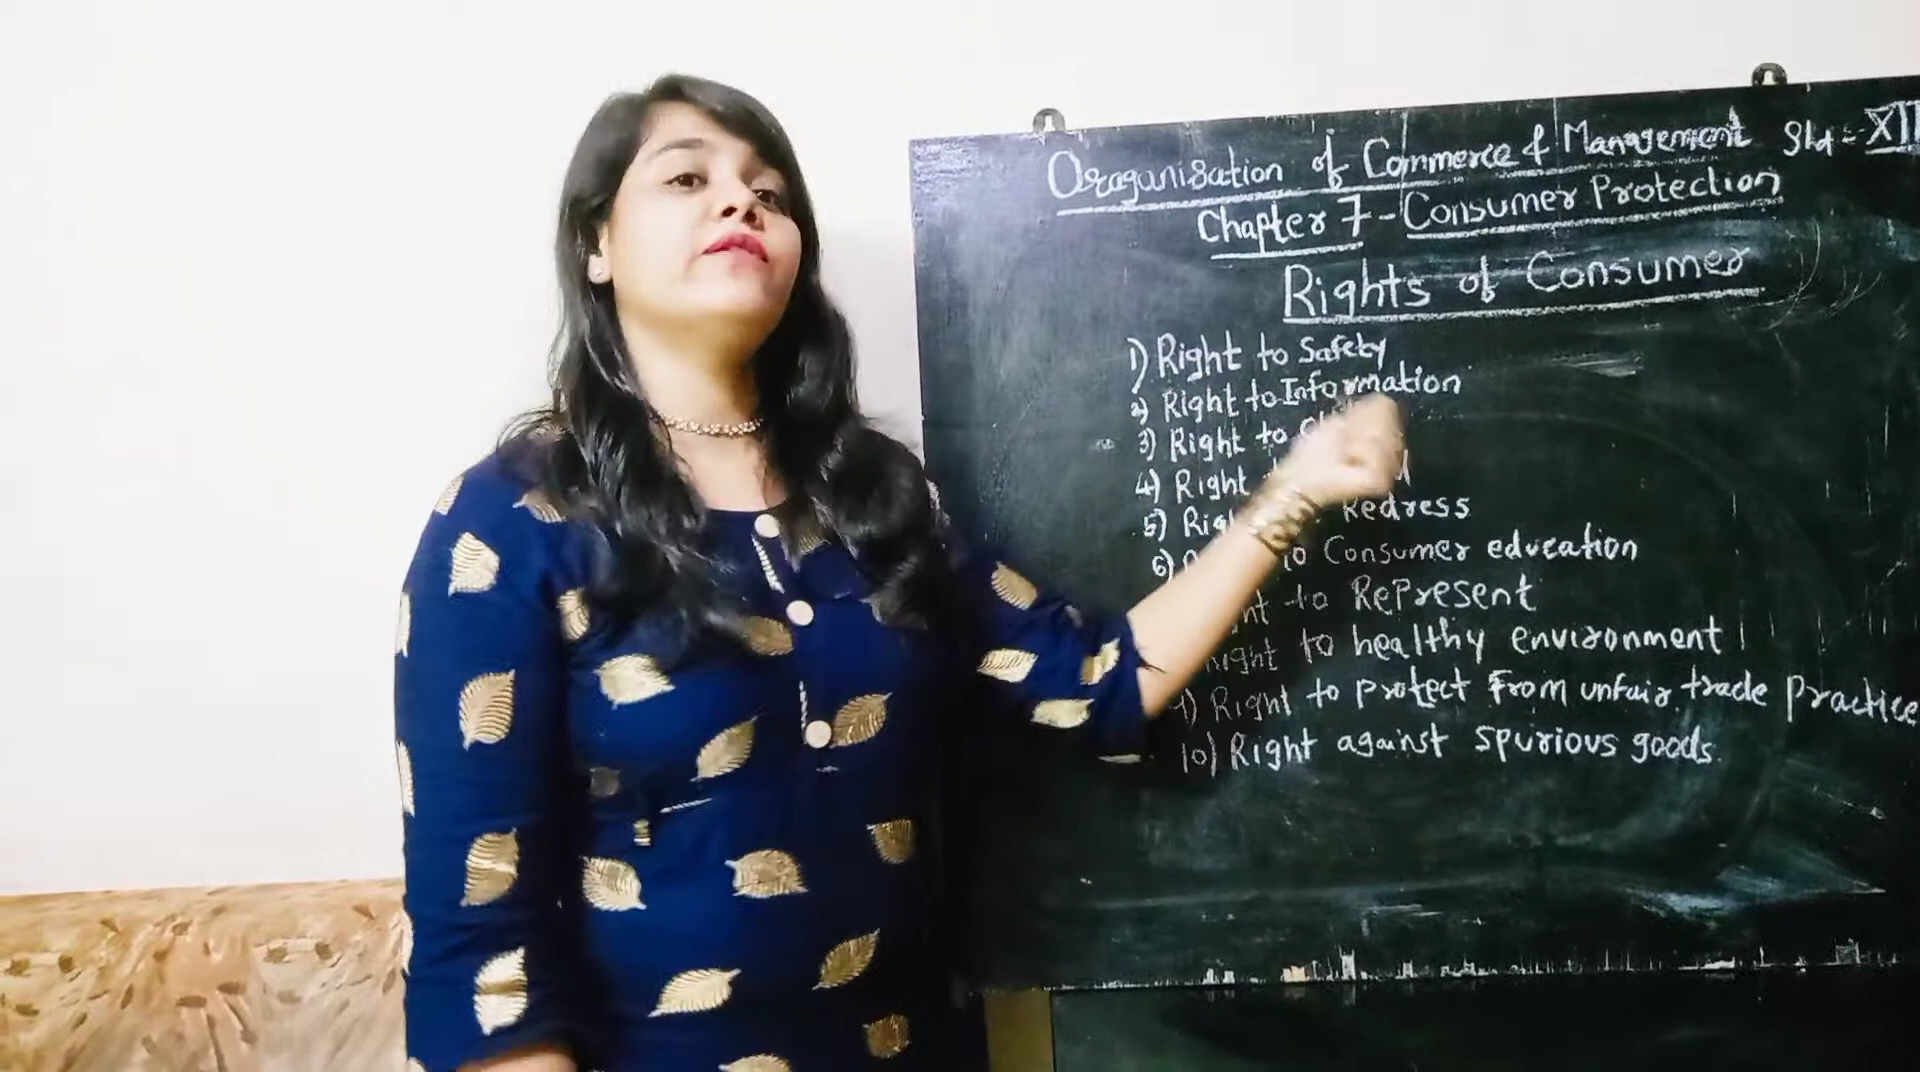 Oraganisation of Commerce & Management Std - XII
Chapter 7 - Consumer Protection
Rights of Consumer
1) Right to Safety
2) Right to Information
3) Right to
4) Right
5) Redress
6) to Consumer education
to Represent
Right to healthy environment
9) Right to protect From unfair trade practice
10) Right against spurious goods.